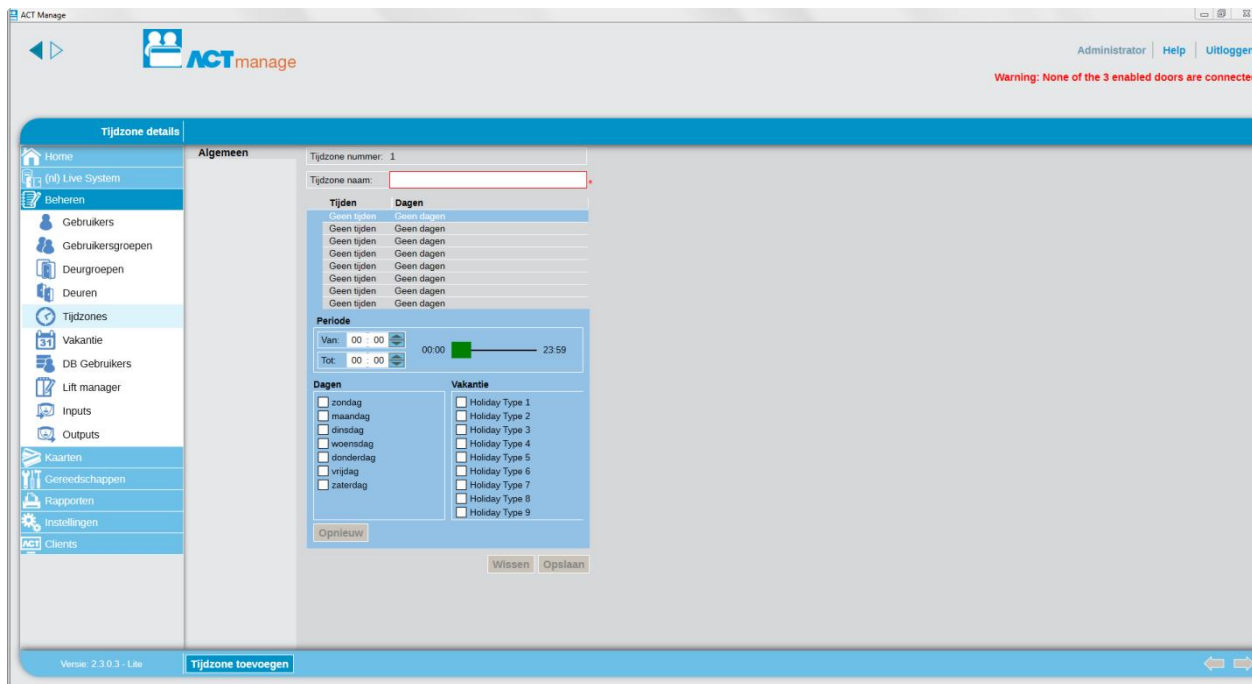 ACT Manage
ACTmanage
Administrator Help Uitlogger
Warning: None of the 3 enabled doors are connecte
Tijdzone details
Home
(nl) Live System
Beheren
Gebruikers
Gebruikersgroepen
Deurgroepen
Deuren
Tijdzones
31 Vakantie
DB Gebruikers
Lift manager
Inputs
Outputs
Kaarten
Gereedschappen
Rapporten
Instellingen
ACT Clients
Algemeen
Tijdzone nummer: 1
Tijdzone naam: *
Tijden Dagen
Geen tijden Geen dagen
Geen tijden Geen dagen
Geen tijden Geen dagen
Geen tijden Geen dagen
Geen tijden Geen dagen
Geen tijden Geen dagen
Geen tijden Geen dagen
Geen tijden Geen dagen
Periode
Van: 00 : 00
Tot: 00 : 00
00:00 23:59
Dagen
zondag
maandag
dinsdag
woensdag
donderdag
vrijdag
zaterdag
Vakantie
Holiday Type 1
Holiday Type 2
Holiday Type 3
Holiday Type 4
Holiday Type 5
Holiday Type 6
Holiday Type 7
Holiday Type 8
Holiday Type 9
Opnieuw
Wissen Opslaan
Versie: 2.3.0.3 - Lite
Tijdzone toevoegen